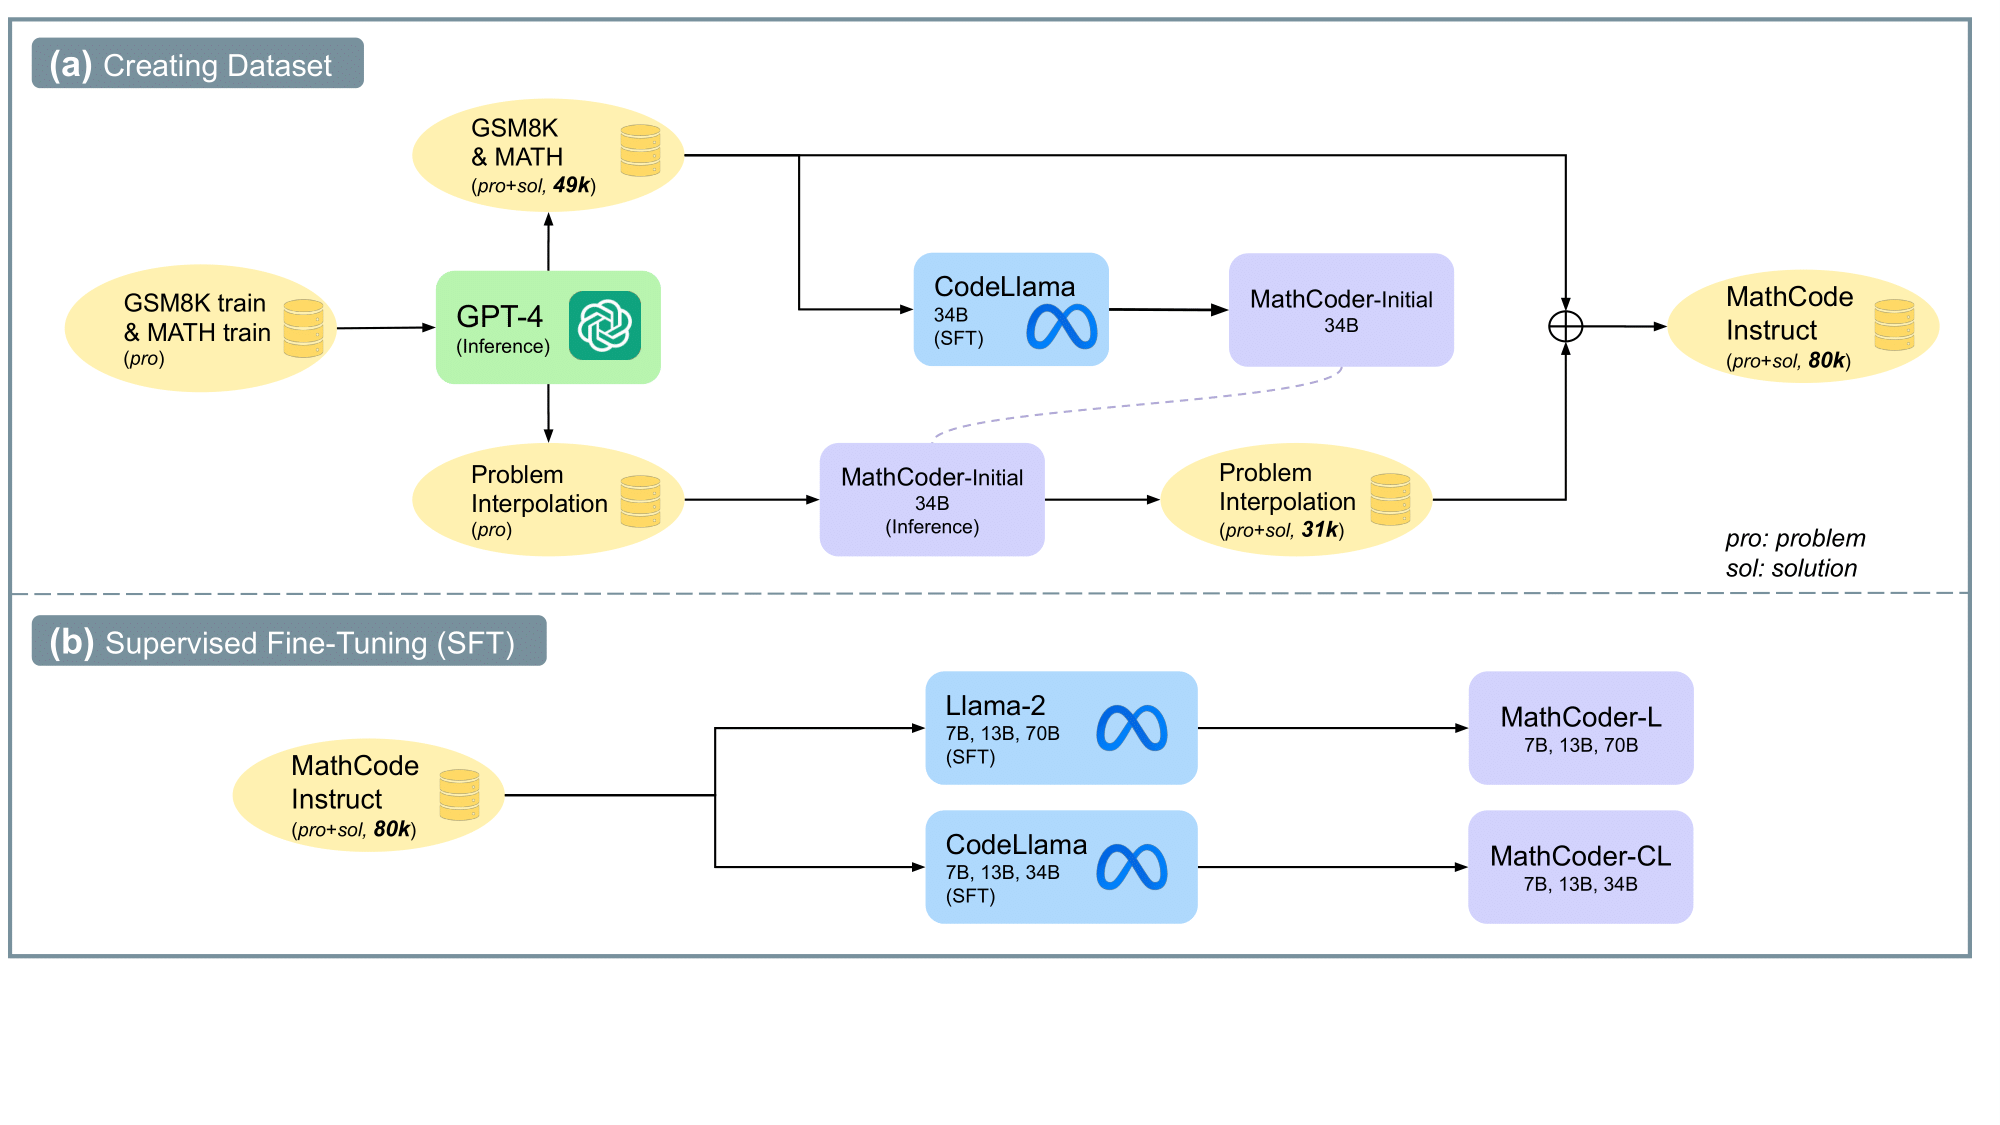 (a) Creating Dataset
GSM8K
& MATH
(pro+sol, 49k)
GSM8K train
& MATH train
(pro)
GPT-4
(Inference)
CodeLlama
34B
(SFT)
MathCoder-Initial
34B
MathCode
Instruct
(pro+sol, 80k)
Problem
Interpolation
(pro)
MathCoder-Initial
34B
(Inference)
Problem
Interpolation
(pro+sol, 31k)
pro: problem
sol: solution
(b) Supervised Fine-Tuning (SFT)
MathCode
Instruct
(pro+sol, 80k)
Llama-2
7B, 13B, 70B
(SFT)
MathCoder-L
7B, 13B, 70B
CodeLlama
7B, 13B, 34B
(SFT)
MathCoder-CL
7B, 13B, 34B